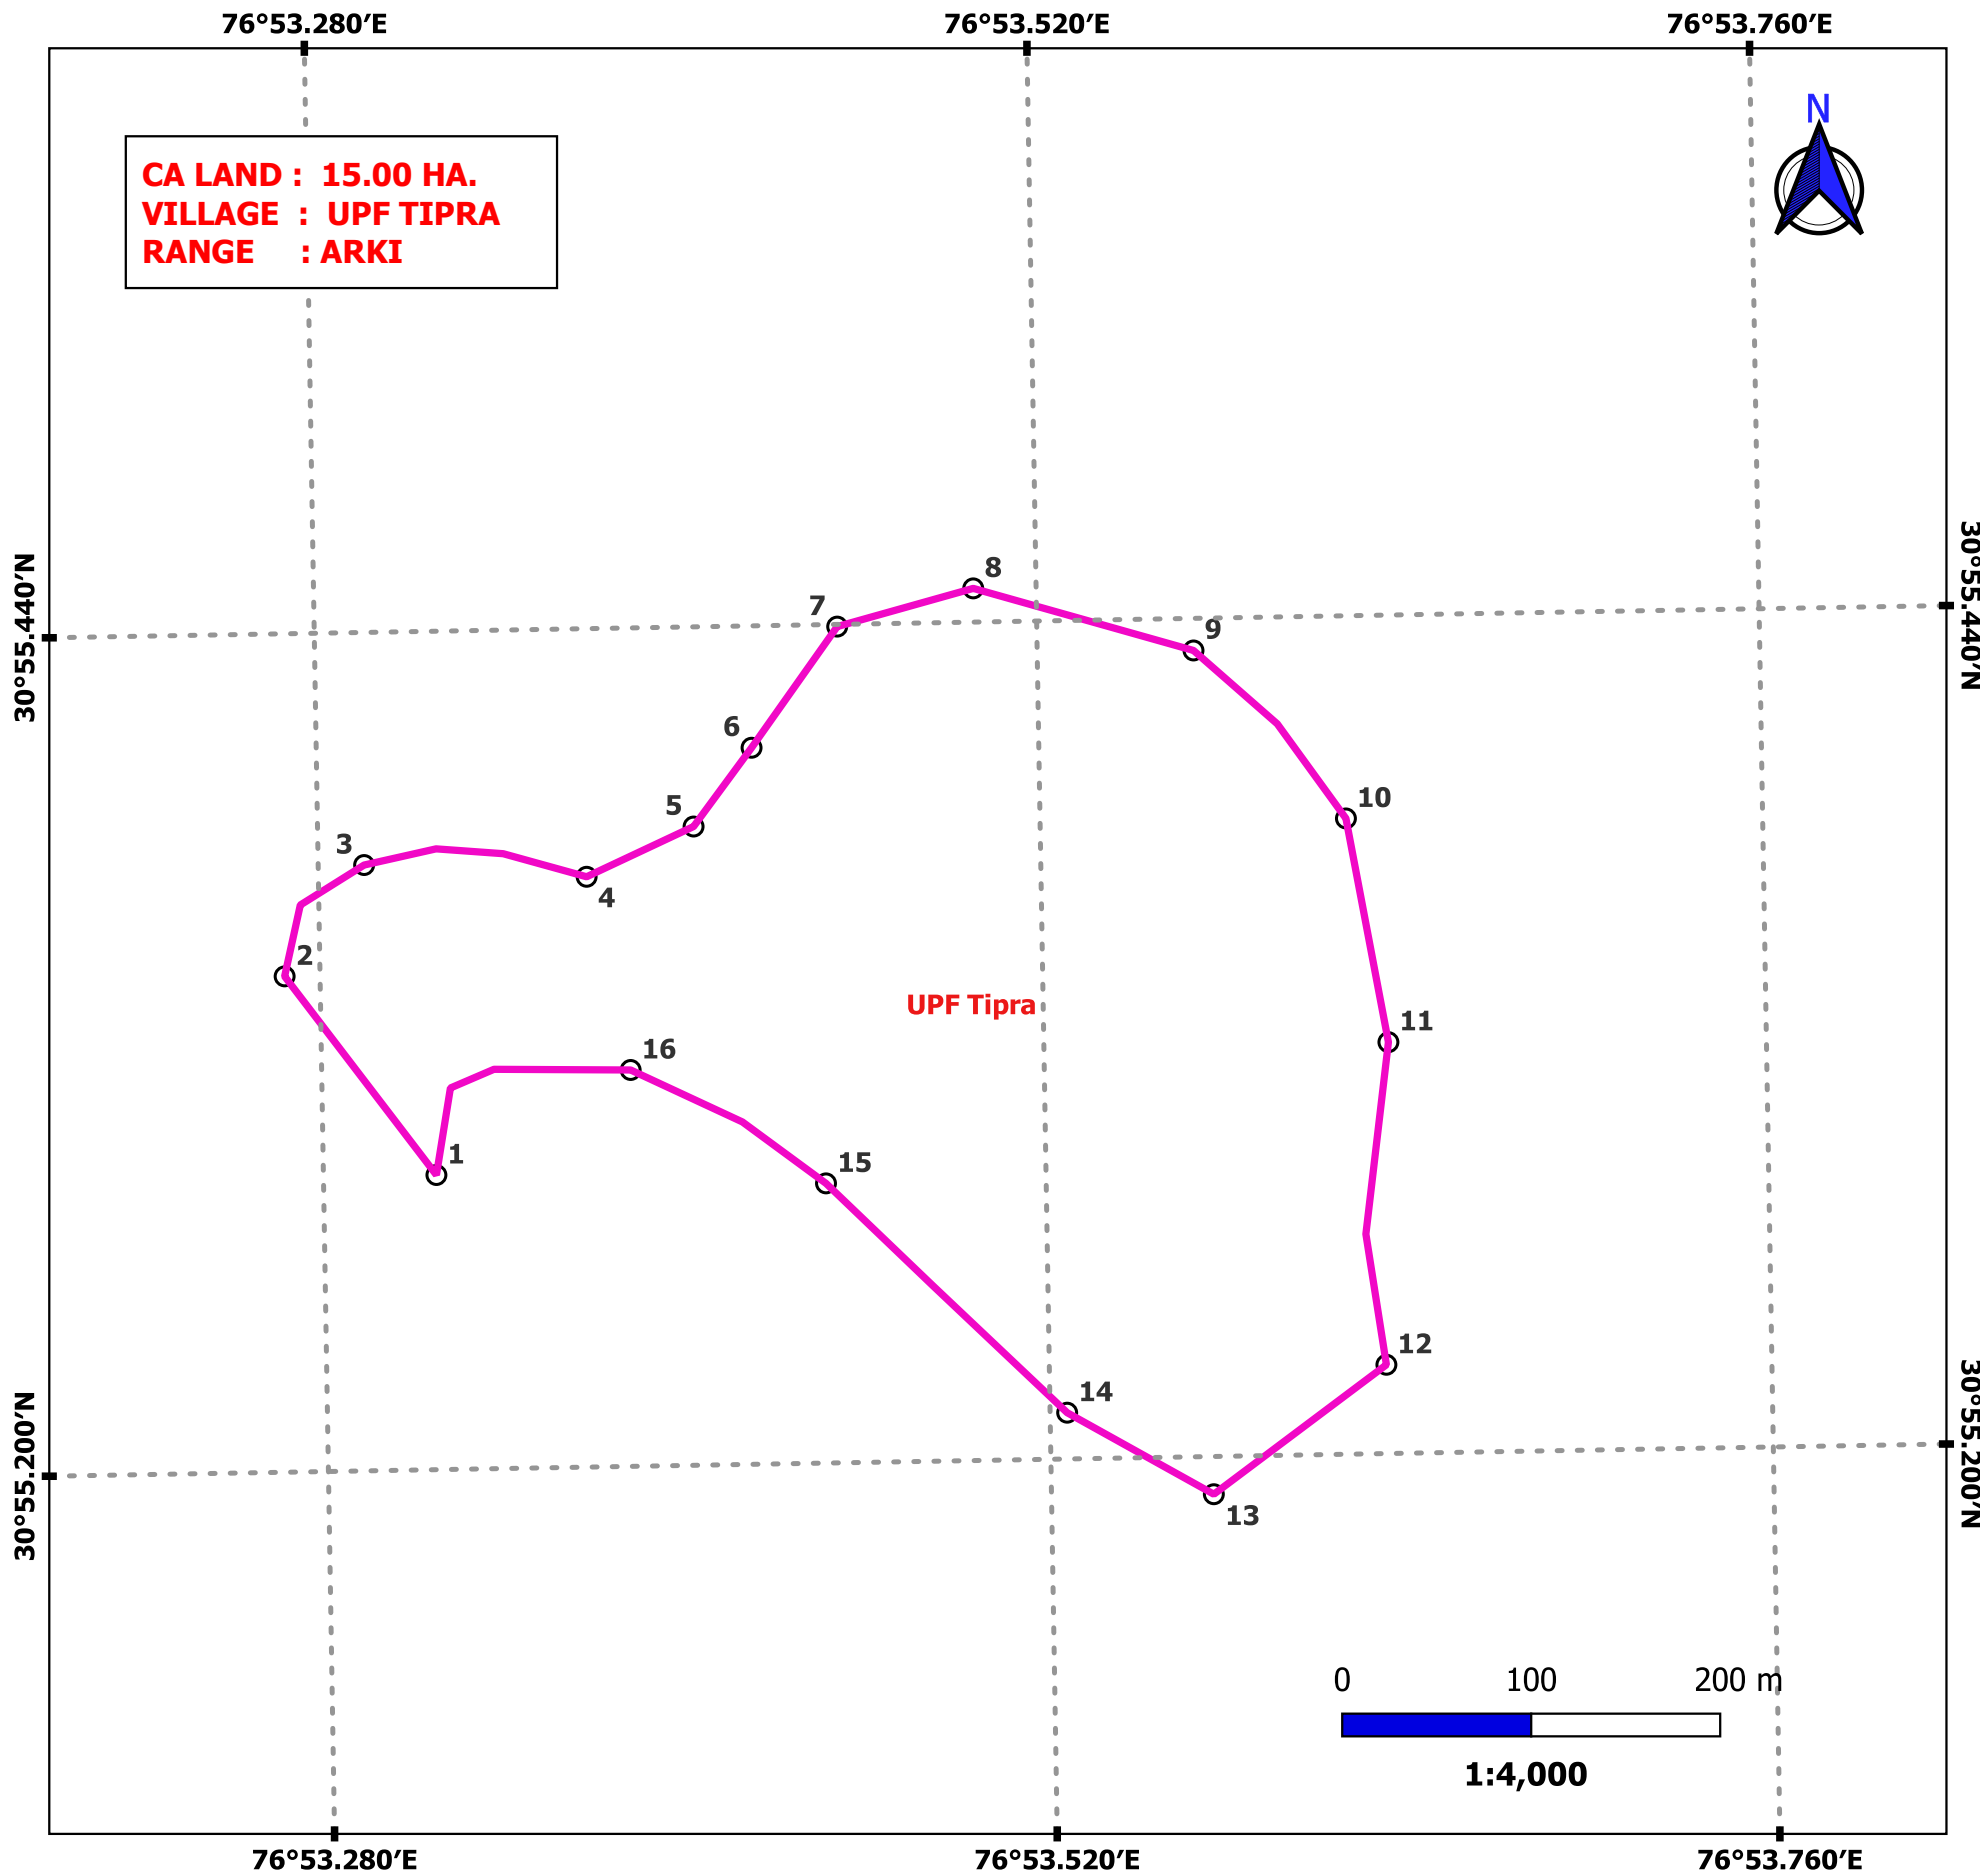 76°53.280′E 76°53.520′E 76°53.760′E
N
CA LAND : 15.00 HA.
VILLAGE : UPF TIPRA
RANGE : ARKI
30°55.440′N
30°55.440′N
8
7
9
6
10
5
3
4
2
UPF Tipra
11
16
1
15
12
14
30°55.200′N
30°55.200′N
13
0 100 200 m
1:4,000
76°53.280′E 76°53.520′E 76°53.760′E